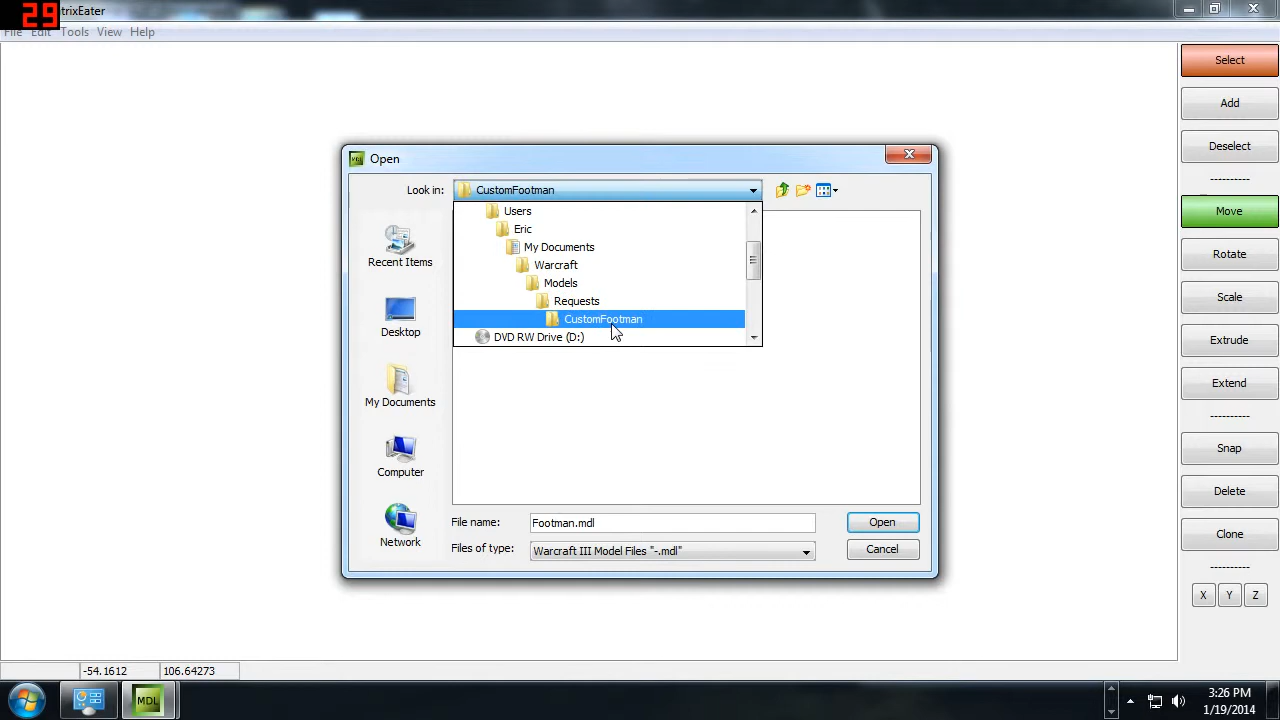 29
trixEater
File Edit Tools View Help
Select
Add
Deselect
----------
Move
Rotate
Scale
Extrude
Extend
----------
Snap
Delete
Clone
----------
X Y Z
Open
Look in: CustomFootman
Users
Eric
My Documents
Warcraft
Models
Requests
CustomFootman
DVD RW Drive (D:)
Recent Items
Desktop
My Documents
Computer
Network
File name: Footman.mdl
Open
Files of type: Warcraft III Model Files "-.mdl"
Cancel
-54.1612 106.64273
MDL
3:26 PM
1/19/2014